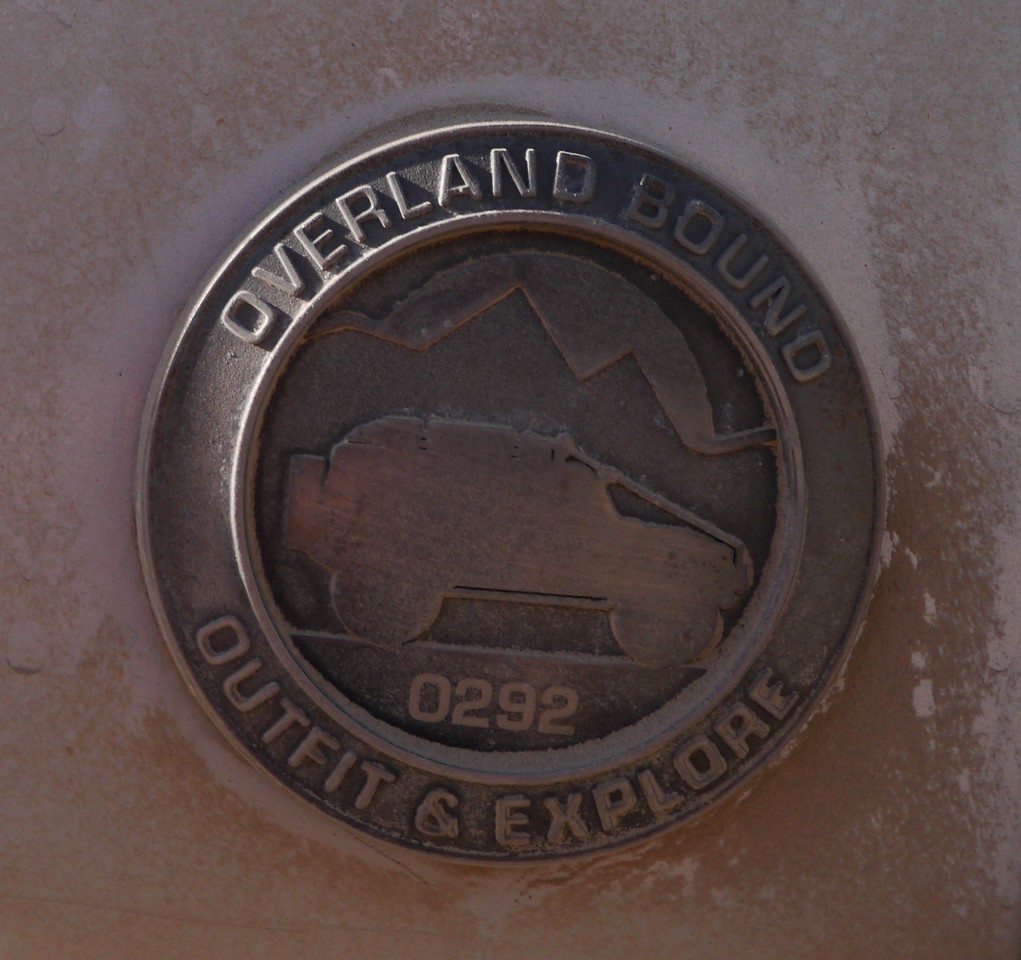 OVERLAND BOUND
0292
OUTFIT & EXPLORE